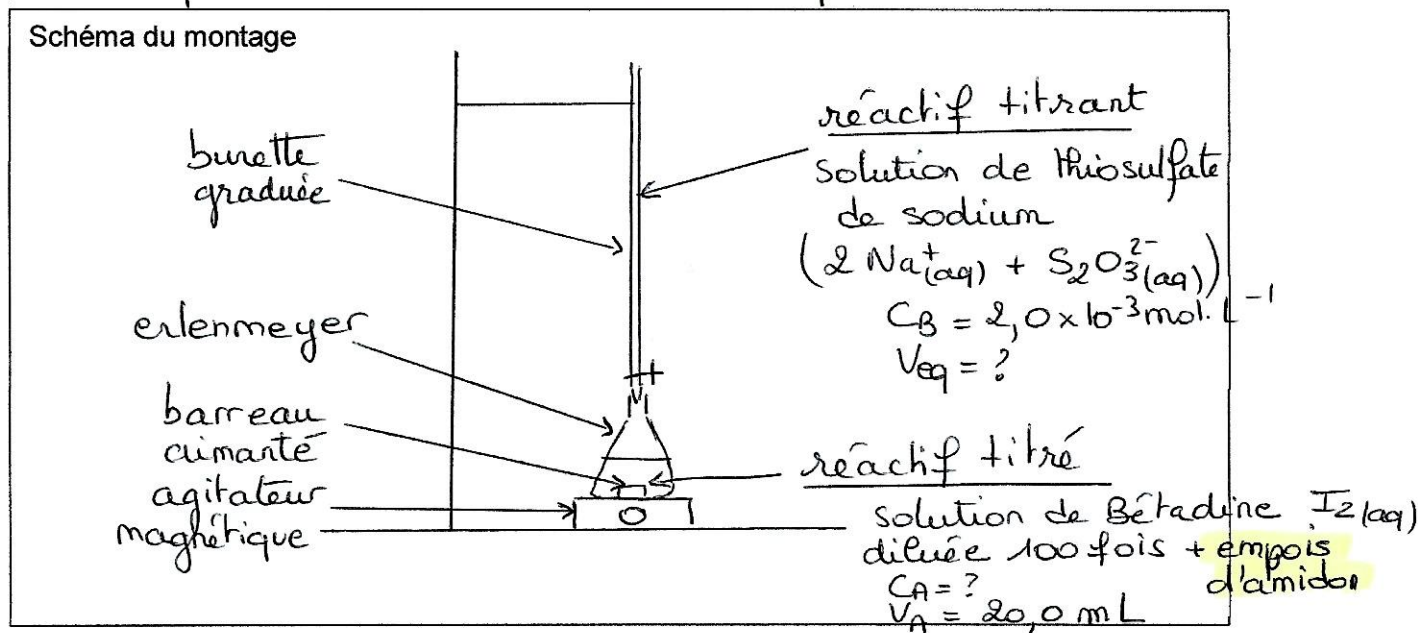 Schéma du montage
burette
graduée
erlenmeyer
barreau
aimanté
agitateur
magnétique
réactif titrant
solution de thiosulfate
de sodium
(2 Na⁺(aq) + S₂O₃²⁻(aq))
CB = 2,0 × 10⁻³ mol. L⁻¹
Veq = ?
réactif titré
solution de Bétadine I₂(aq)
diluée 100 fois + empois
d'amidon
CA = ?
VA = 20,0 mL